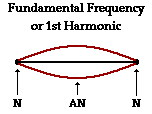 Fundamental Frequency
or 1st Harmonic
N AN N